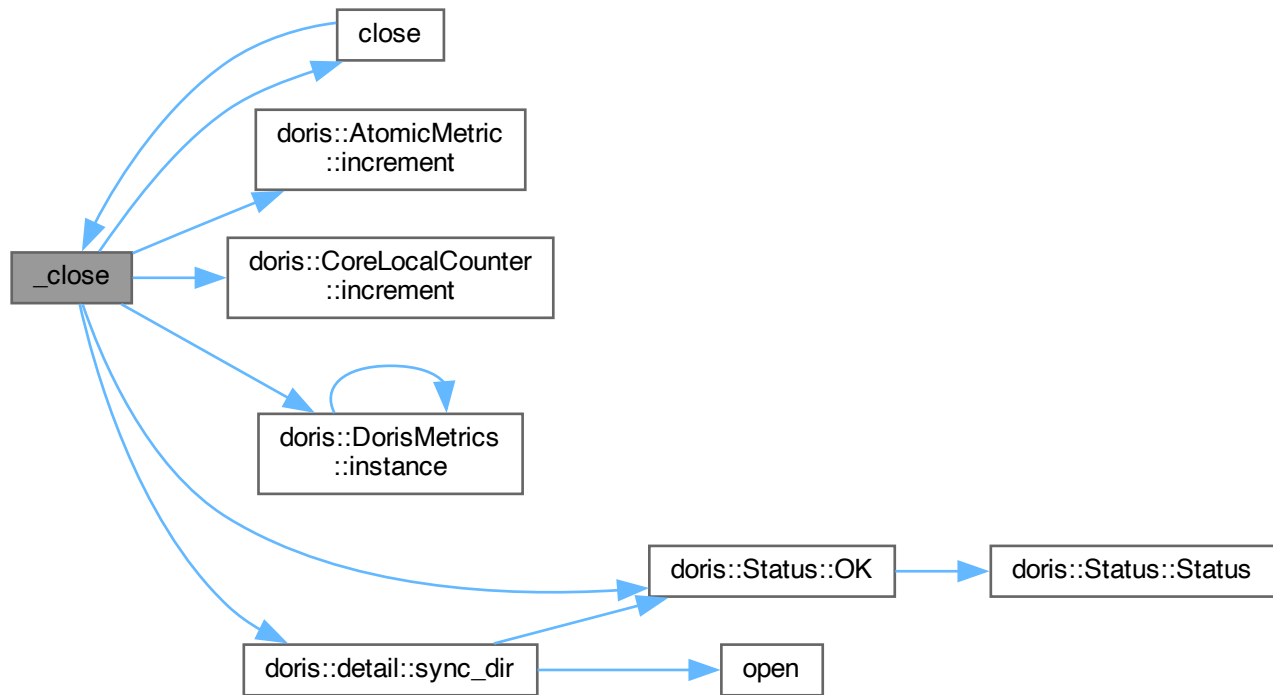 close
doris::AtomicMetric
::increment
_close
doris::CoreLocalCounter
::increment
doris::DorisMetrics
::instance
doris::Status::OK
doris::Status::Status
doris::detail::sync_dir
open